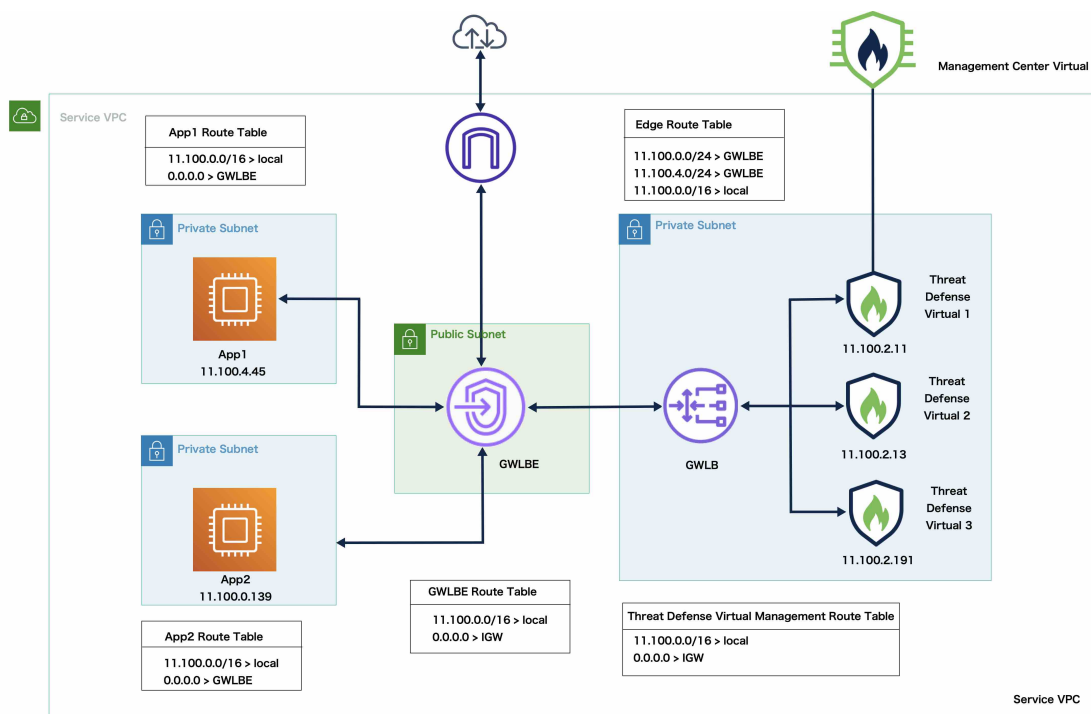 Management Center Virtual
Service VPC
App1 Route Table
11.100.0.0/16 > local
0.0.0.0 > GWLBE
Edge Route Table
11.100.0.0/24 > GWLBE
11.100.4.0/24 > GWLBE
11.100.0.0/16 > local
Private Subnet
App1
11.100.4.45
Private Subnet
Threat
Defense
Virtual 1
11.100.2.11
Public Subnet
GWLBE
GWLB
Threat
Defense
Virtual 2
11.100.2.13
Private Subnet
App2
11.100.0.139
Threat
Defense
Virtual 3
11.100.2.191
App2 Route Table
11.100.0.0/16 > local
0.0.0.0 > GWLBE
GWLBE Route Table
11.100.0.0/16 > local
0.0.0.0 > IGW
Threat Defense Virtual Management Route Table
11.100.0.0/16 > local
0.0.0.0 > IGW
Service VPC